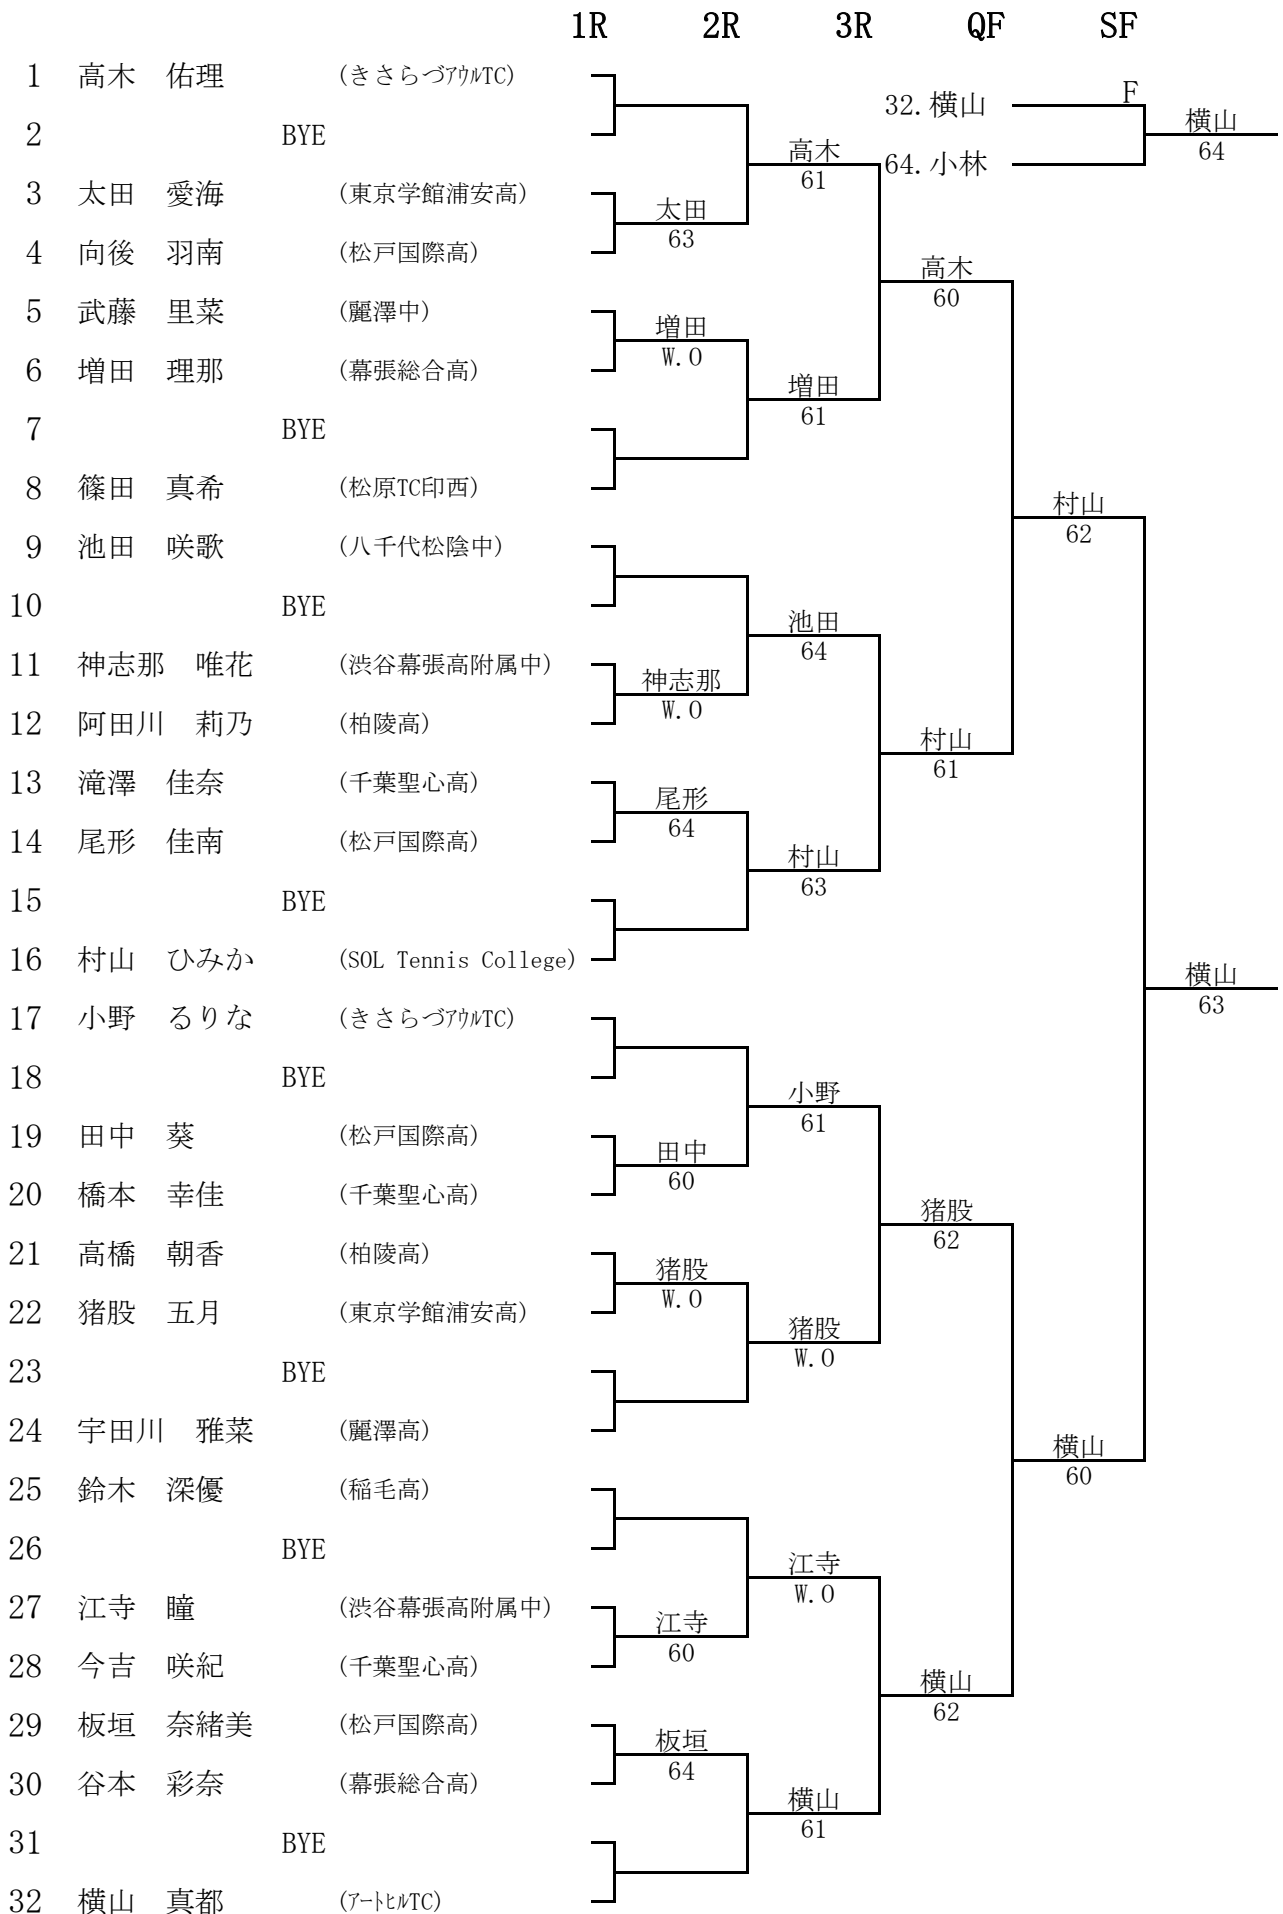 1R 2R 3R QF SF
1 高木　佑理 (きさらづｱｳﾙTC)
32.横山 F
横山
2 BYE
高木 64
64.小林
61
3 太田　愛海 (東京学館浦安高)
太田
63
4 向後　羽南 (松戸国際高)
高木
60
5 武藤　里菜 (麗澤中)
増田
W.O
6 増田　理那 (幕張総合高)
増田
61
7 BYE
8 篠田　真希 (松原TC印西)
村山
62
9 池田　咲歌 (八千代松陰中)
10 BYE
池田
64
11 神志那　唯花 (渋谷幕張高附属中)
神志那
W.O
12 阿田川　莉乃 (柏陵高)
村山
61
13 滝澤　佳奈 (千葉聖心高)
尾形
64
14 尾形　佳南 (松戸国際高)
村山
63
15 BYE
16 村山　ひみか (SOL Tennis College)
横山
63
17 小野　るりな (きさらづｱｳﾙTC)
18 BYE
小野
61
19 田中　葵 (松戸国際高)
田中
60
20 橋本　幸佳 (千葉聖心高)
猪股
62
21 高橋　朝香 (柏陵高)
猪股
W.O
22 猪股　五月 (東京学館浦安高)
猪股
W.O
23 BYE
24 宇田川　雅菜 (麗澤高)
横山
60
25 鈴木　深優 (稲毛高)
26 BYE
江寺
W.O
27 江寺　瞳 (渋谷幕張高附属中)
江寺
60
28 今吉　咲紀 (千葉聖心高)
横山
62
29 板垣　奈緒美 (松戸国際高)
板垣
64
30 谷本　彩奈 (幕張総合高)
横山
61
31 BYE
32 横山　真都 (ｱｰﾄﾋﾙTC)